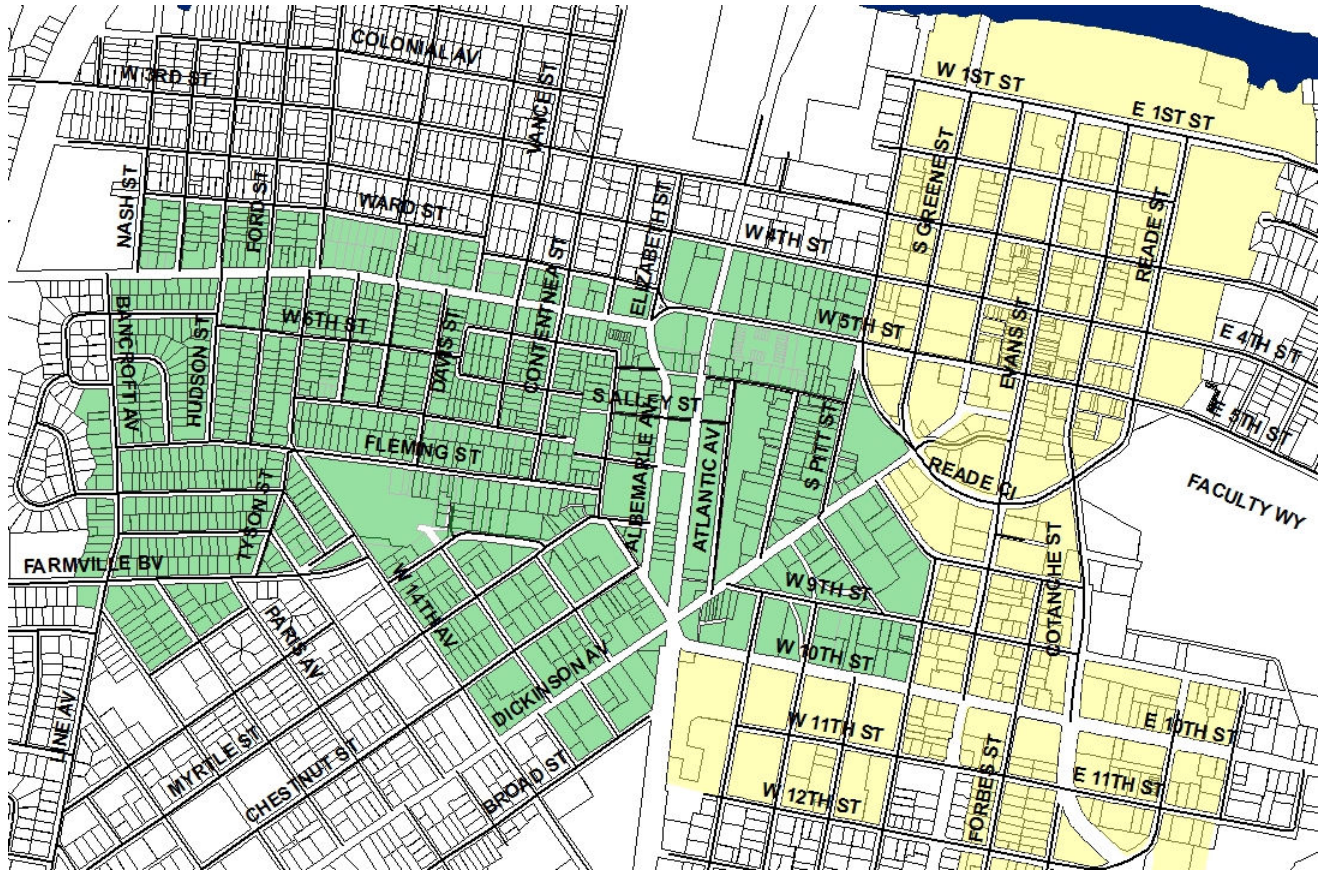 COLONIAL AV
W 3RD ST
VANCE ST
W 1ST ST
E 1ST ST
NASH ST
FORD ST
WARD ST
ELIZABETH ST
W 4TH ST
S GREENE ST
READE ST
CONTENTNEA ST
BANCROFT AV
HUDSON ST
W 6TH ST
DAVIS ST
W 5TH ST
EVANS ST
E 4TH ST
E 5TH ST
S ALLEY ST
FLEMING ST
ALBEMARLE AVE
ATLANTIC AV
S PITT ST
READE CI
FACULTY WY
TYSON ST
FARMVILLE BV
W 14TH AV
W 9TH ST
COTANCHE ST
PARIS AV
DICKINSON AV
W 10TH ST
LINE AV
MYRTLE ST
CHESTNUT ST
BROAD ST
W 11TH ST
E 10TH ST
W 12TH ST
FORBES ST
E 11TH ST